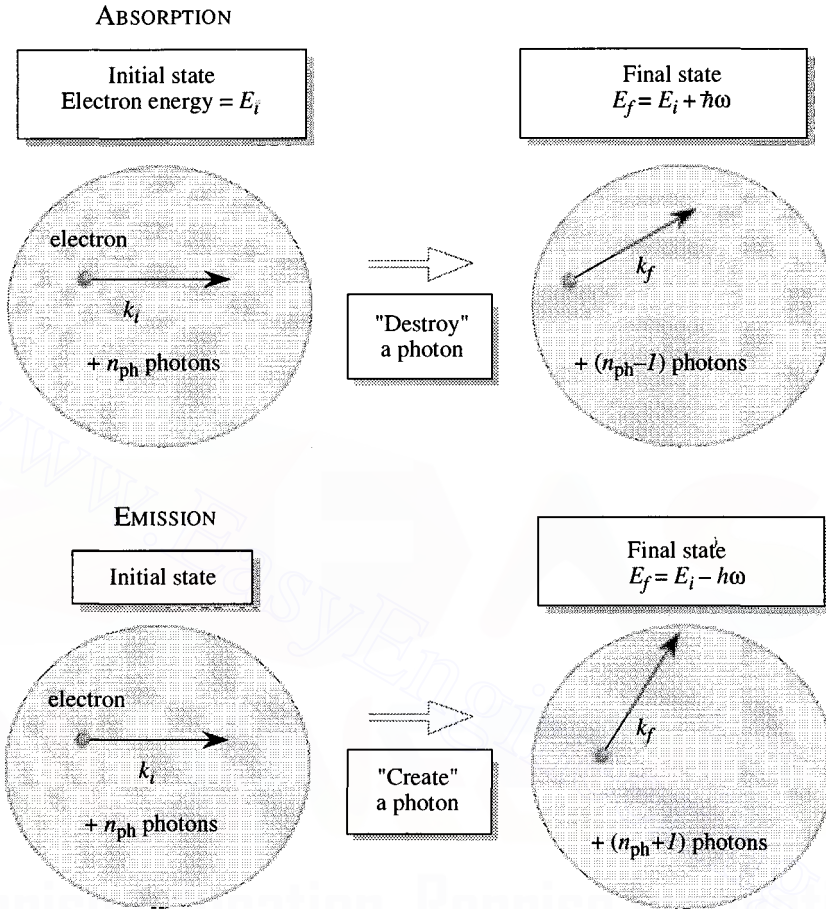 ABSORPTION
Initial state
Electron energy = E_i
Final state
E_f = E_i + ħω
electron
k_i
+ n_ph photons
"Destroy"
a photon
k_f
+ (n_ph–1) photons
EMISSION
Initial state
Final state
E_f = E_i – hω
electron
k_i
+ n_ph photons
"Create"
a photon
k_f
+ (n_ph+1) photons